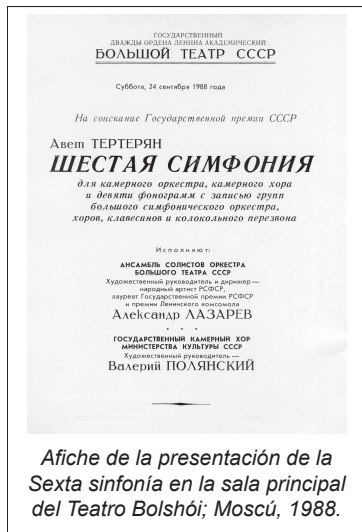 ГОСУДАРСТВЕННЫЙ
ДВАЖДЫ ОРДЕНА ЛЕНИНА АКАДЕМИЧЕСКИЙ
БОЛЬШОЙ ТЕАТР СССР
Суббота, 24 сентября 1988 года
На соискание Государственной премии СССР
Авет ТЕРТЕРЯН
ШЕСТАЯ СИМФОНИЯ
для камерного оркестра, камерного хора
и девяти фонограмм с записью групп
большого симфонического оркестра,
хоров, клавесинов и колокольного перезвона
Исполняют:
АНСАМБЛЬ СОЛИСТОВ ОРКЕСТРА
БОЛЬШОГО ТЕАТРА СССР
Художественный руководитель и дирижер —
народный артист РСФСР,
лауреат Государственной премии РСФСР
и премии Ленинского комсомола
Александр ЛАЗАРЕВ
* * *
ГОСУДАРСТВЕННЫЙ КАМЕРНЫЙ ХОР
МИНИСТЕРСТВА КУЛЬТУРЫ СССР
Художественный руководитель —
Валерий ПОЛЯНСКИЙ
Afiche de la presentación de la
Sexta sinfonía en la sala principal
del Teatro Bolshói; Moscú, 1988.